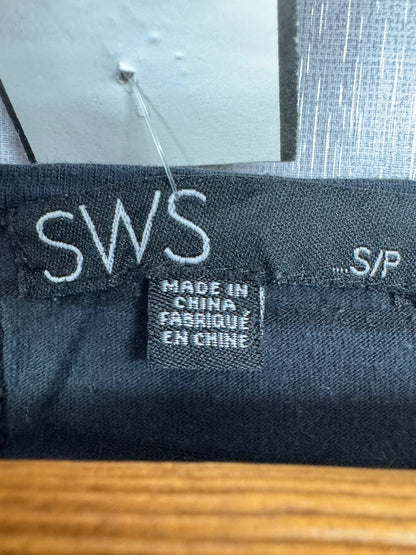 SWS
....S/P
MADE IN
CHINA
FABRIQUÉ
EN CHINE